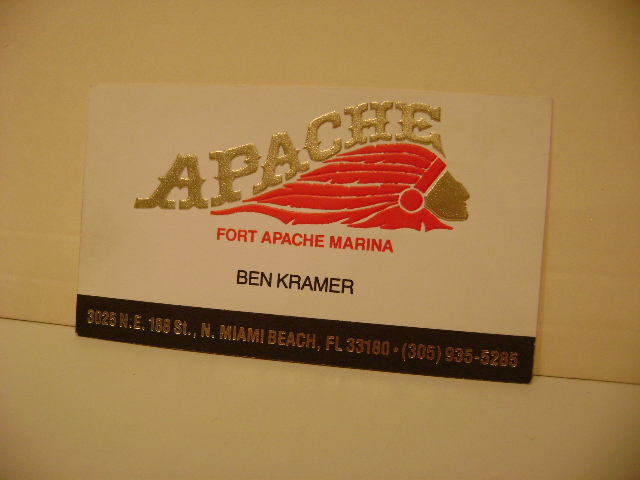 APACHE
FORT APACHE MARINA
BEN KRAMER
3025 N.E. 188 St., N. MIAMI BEACH, FL 33180 • (305) 935-5285